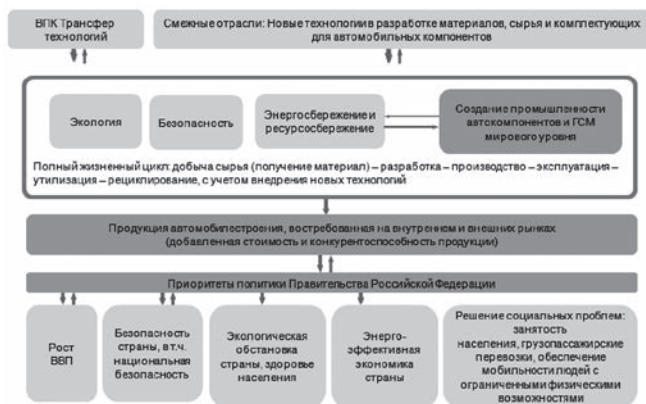 ВПК Трансфер
технологий
Смежные отрасли: Новые технологии в разработке материалов, сырья и комплектующих
для автомобильных компонентов
Экология
Безопасность
Энергосбережение и
ресурсосбережение
Создание промышленности
автокомпонентов и ГСМ
мирового уровня
Полный жизненный цикл: добыча сырья (получение материал) – разработка – производство – эксплуатация –
утилизация – рециклирование, с учетом внедрения новых технологий
Продукция автомобилестроения, востребованная на внутреннем и внешних рынках
(добавленная стоимость и конкурентоспособность продукции)
Приоритеты политики Правительства Российской Федерации
Рост
ВВП
Безопасность
страны, в т.ч.
национальная
безопасность
Экологическая
обстановка
страны, здоровье
населения
Энерго-
эффективная
экономика
страны
Решение социальных проблем:
занятость
населения, грузопассажирские
перевозки, обеспечение
мобильности людей с
ограниченными физическими
возможностями